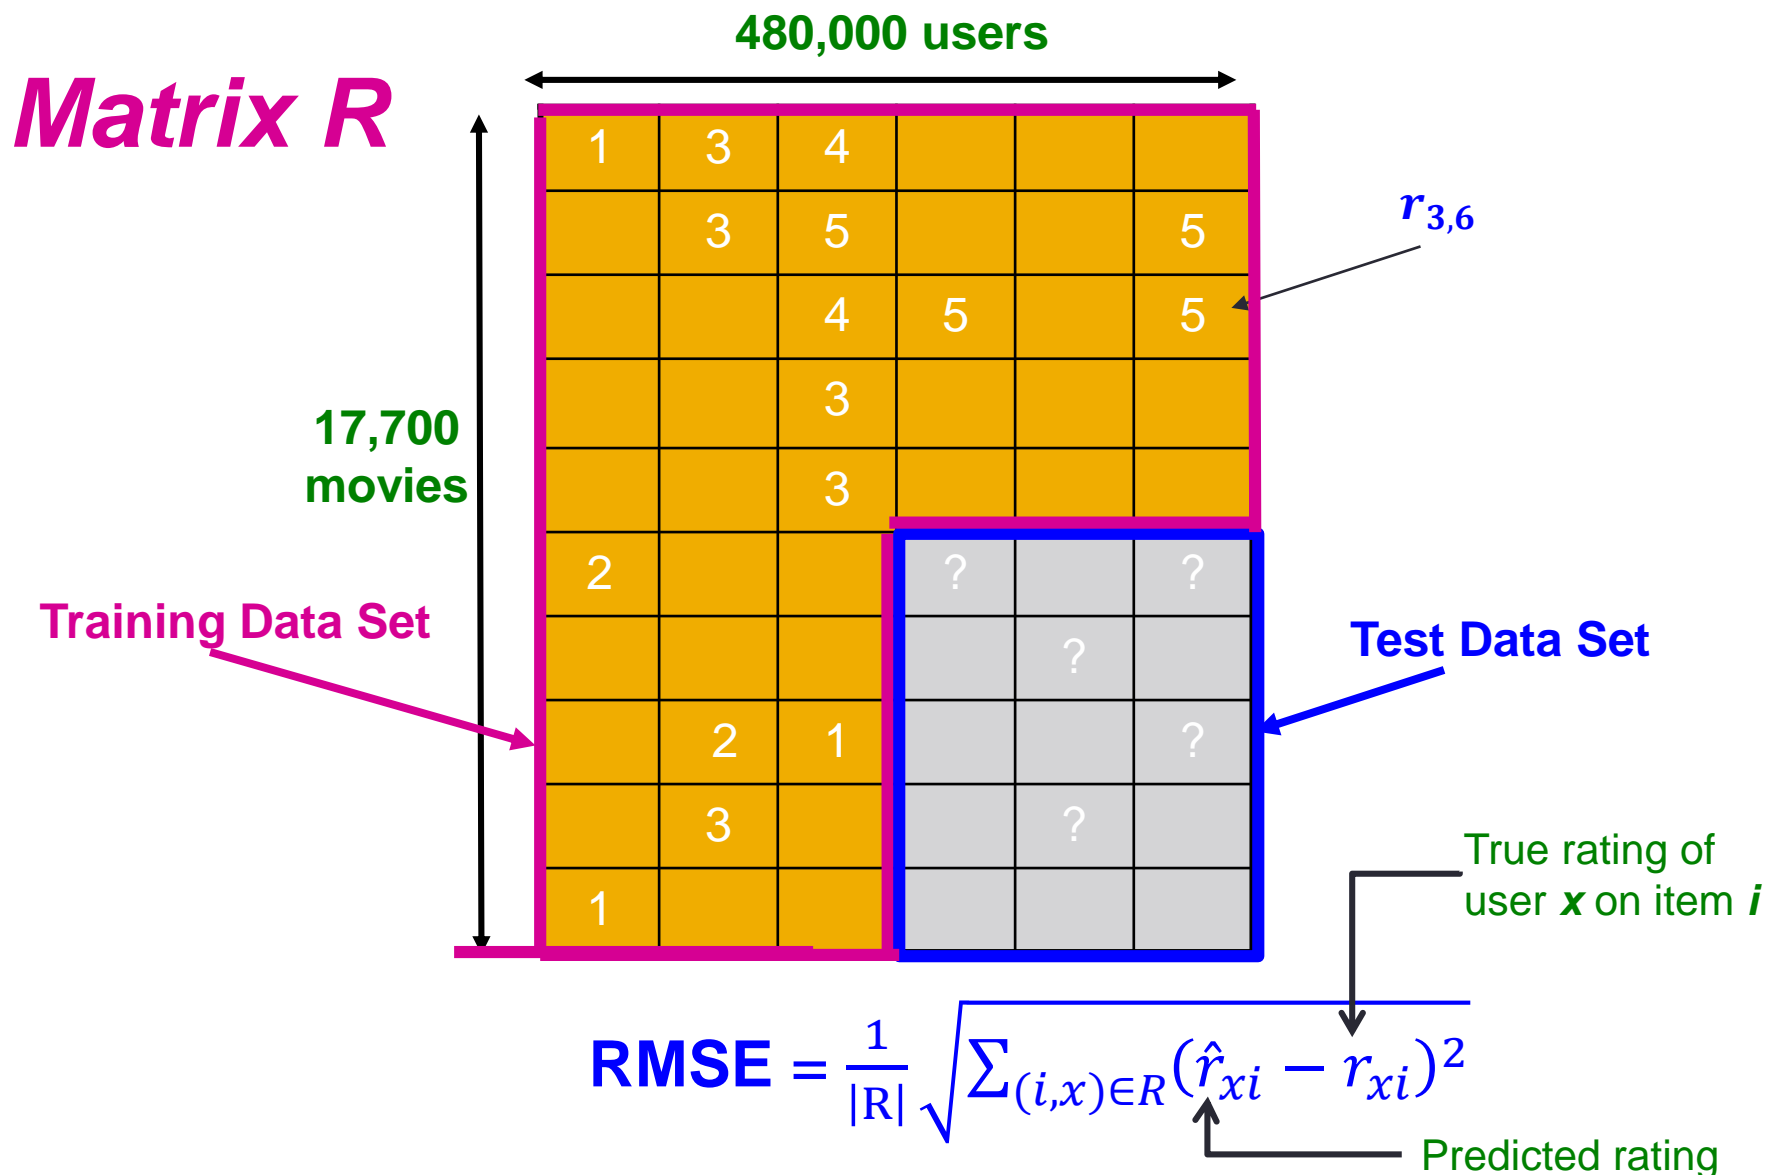 480,000 users
Matrix R
1 3 4
3 5 5
r3,6
4 5 5
3
17,700
movies
3
2 ? ?
Training Data Set
?
Test Data Set
2 1 ?
3 ?
True rating of
user x on item i
1
RMSE = 1/|R| √∑(i,x)∈R(r̂xi − rxi)²
Predicted rating